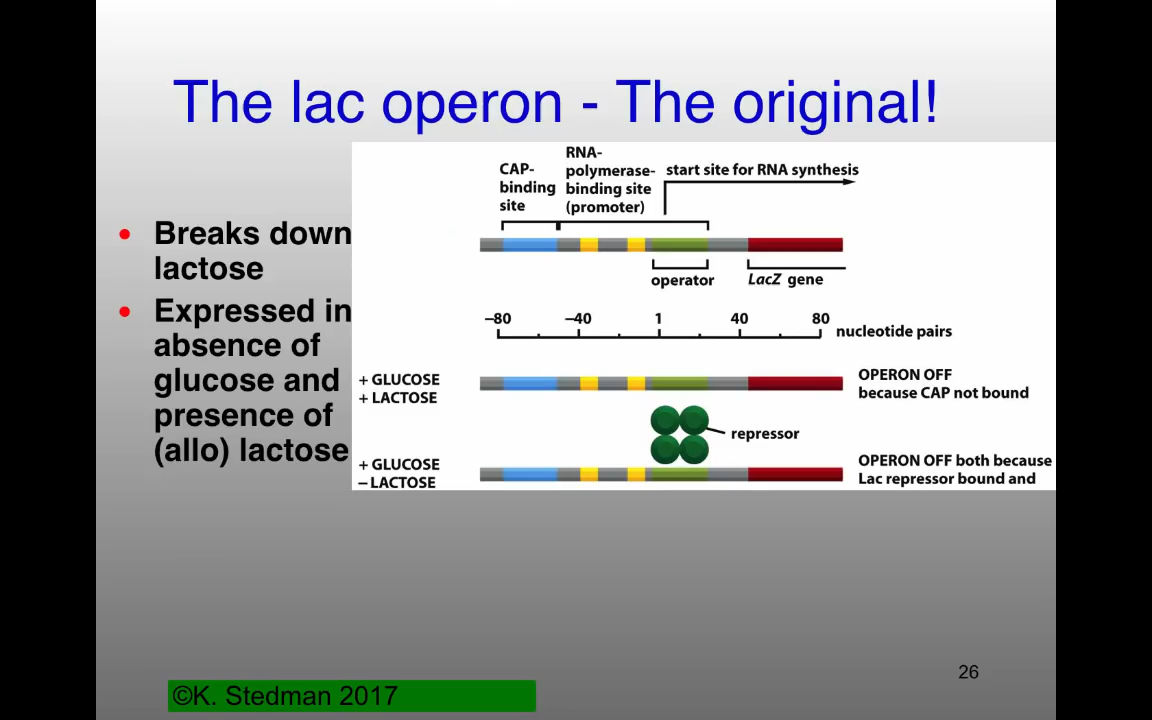 The lac operon - The original!
• Breaks down
lactose
• Expressed in
absence of
glucose and
presence of
(allo) lactose
CAP-
binding
site
RNA-
polymerase-
binding site
(promoter)
start site for RNA synthesis
operator
LacZ gene
–80 –40 1 40 80 nucleotide pairs
+ GLUCOSE
+ LACTOSE
OPERON OFF
because CAP not bound
repressor
+ GLUCOSE
– LACTOSE
OPERON OFF both because
Lac repressor bound and
26
©K. Stedman 2017